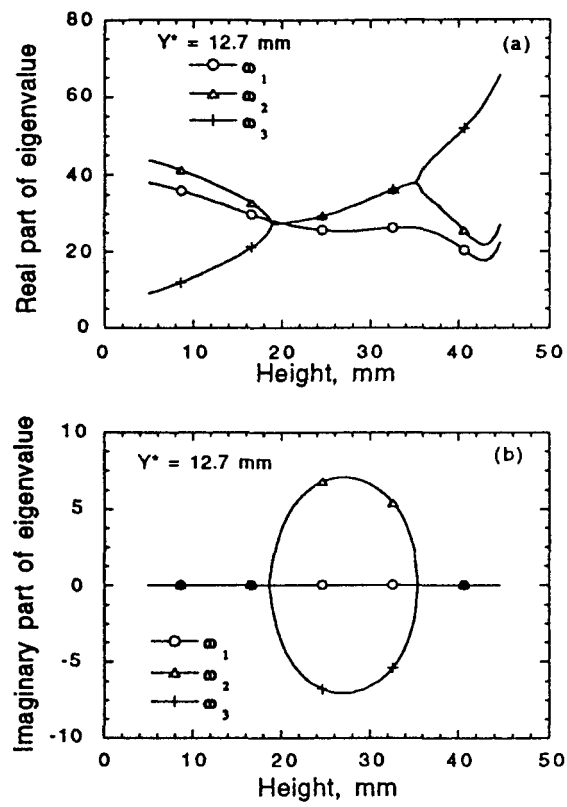 Y* = 12.7 mm
(a)
ω1
ω2
ω3
Real part of eigenvalue
80
60
40
20
0
0 10 20 30 40 50
Height, mm
Y* = 12.7 mm
(b)
Imaginary part of eigenvalue
10
5
0
-5
-10
ω1
ω2
ω3
0 10 20 30 40 50
Height, mm